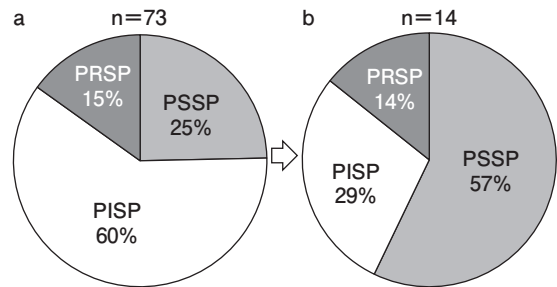 a
n=73
PRSP
15%
PSSP
25%
PISP
60%
b
n=14
PRSP
14%
PISP
29%
PSSP
57%